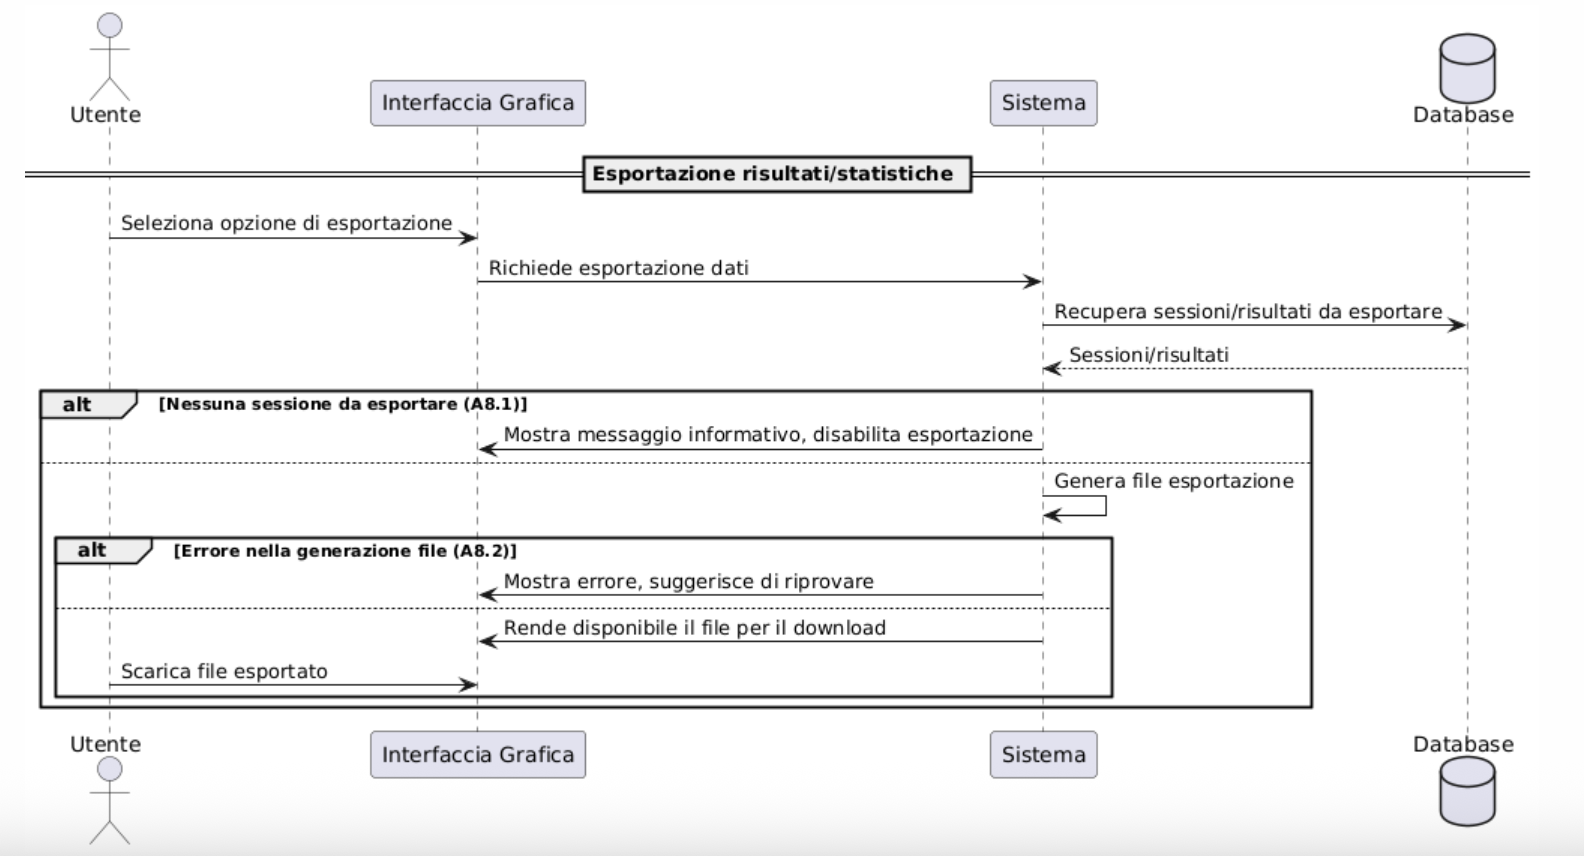 Utente
Interfaccia Grafica
Sistema
Database
Esportazione risultati/statistiche
Seleziona opzione di esportazione
Richiede esportazione dati
Recupera sessioni/risultati da esportare
Sessioni/risultati
alt [Nessuna sessione da esportare (A8.1)]
Mostra messaggio informativo, disabilita esportazione
Genera file esportazione
alt [Errore nella generazione file (A8.2)]
Mostra errore, suggerisce di riprovare
Rende disponibile il file per il download
Scarica file esportato
Utente
Interfaccia Grafica
Sistema
Database